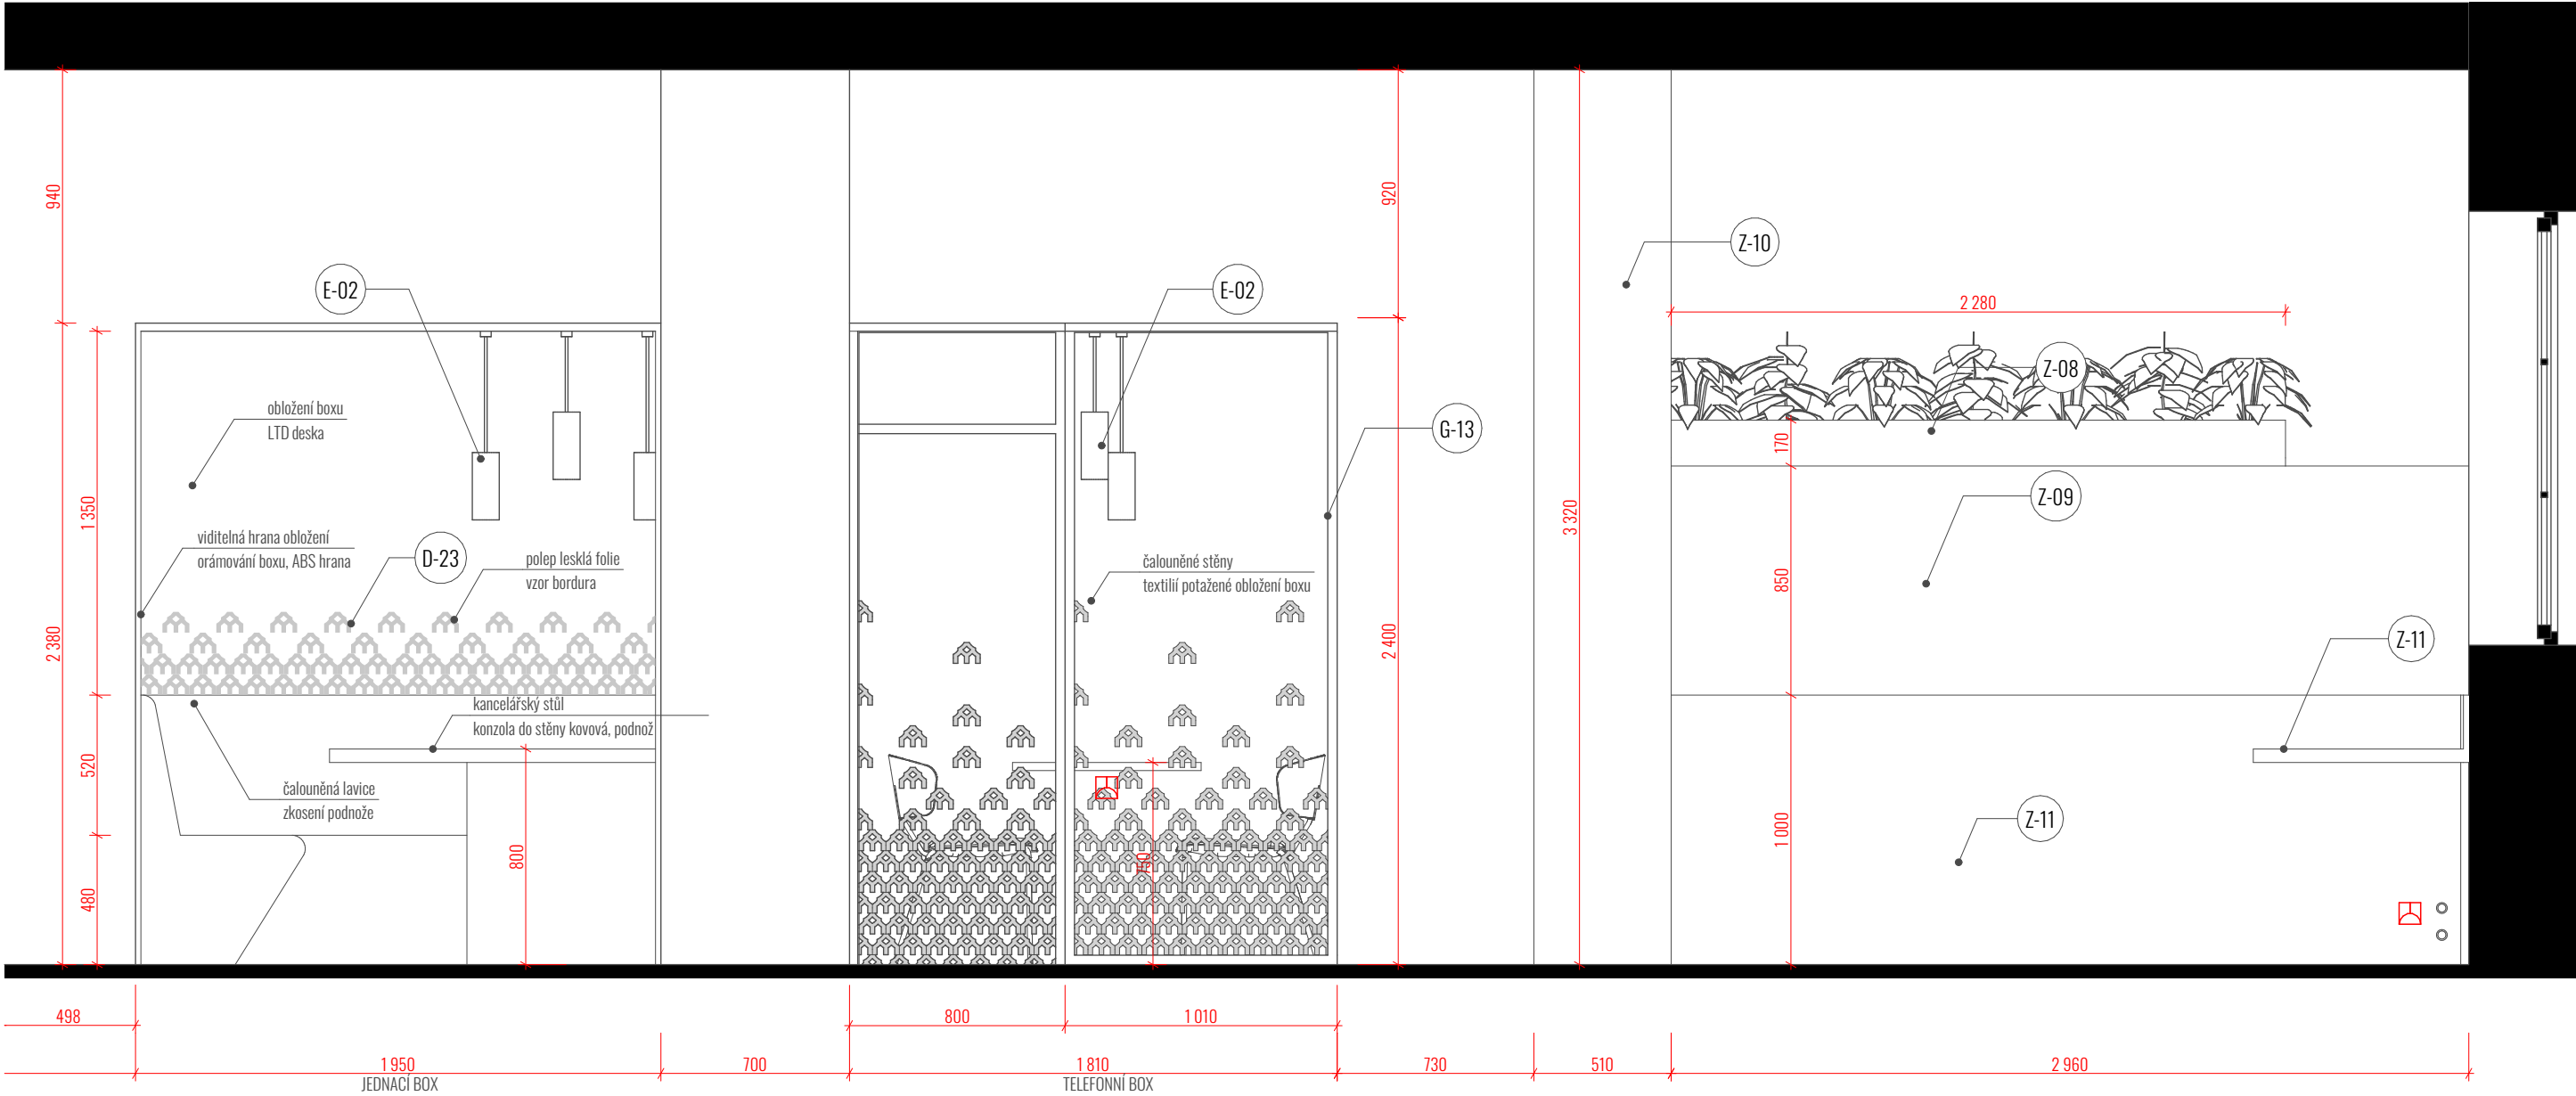 940
920
Z-10
E-02
E-02
2 280
Z-08
obložení boxu
LTD deska
G-13
170
1 350
Z-09
3 320
viditelná hrana obložení
orámování boxu, ABS hrana
D-23
polep lesklá folie
vzor bordura
čalouněné stěny
textilií potažené obložení boxu
850
2 380
2 400
Z-11
kancelářský stůl
konzola do stěny kovová, podnož
520
čalouněná lavice
zkosení podnože
Z-11
1 000
800
750
480
498
800
1 010
1 950
700
1 810
730
510
2 960
JEDNACÍ BOX
TELEFONNÍ BOX